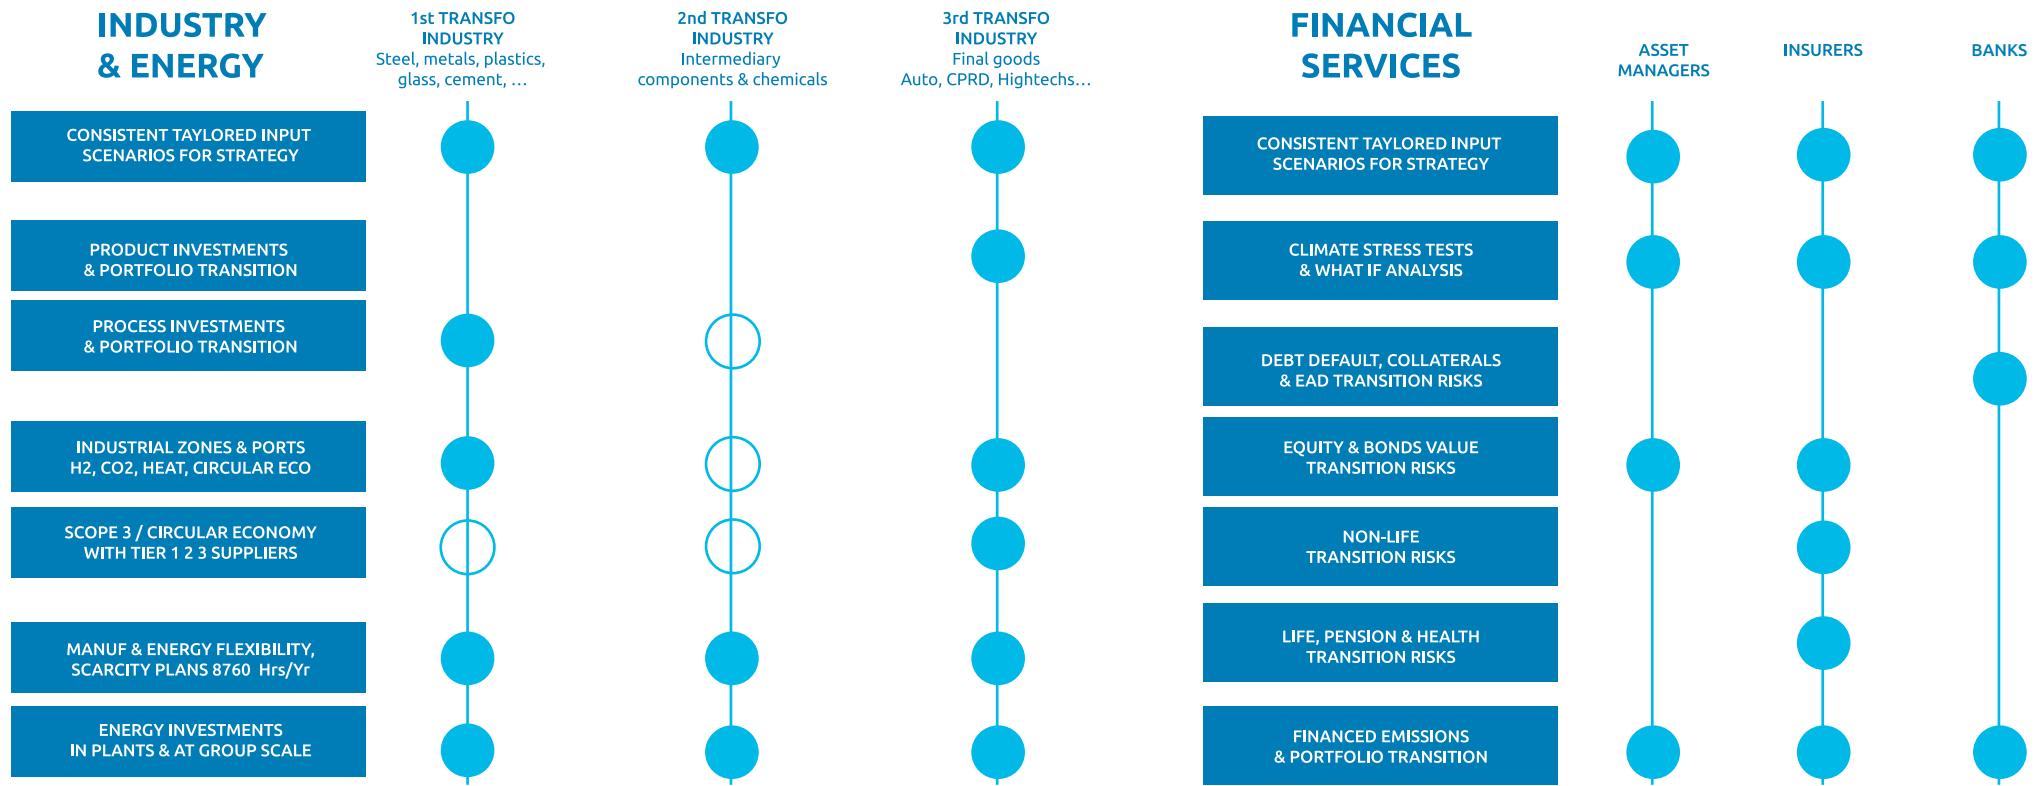 INDUSTRY
& ENERGY
1st TRANSFO
INDUSTRY
Steel, metals, plastics,
glass, cement, …
2nd TRANSFO
INDUSTRY
Intermediary
components & chemicals
3rd TRANSFO
INDUSTRY
Final goods
Auto, CPRD, Hightechs…
CONSISTENT TAYLORED INPUT
SCENARIOS FOR STRATEGY
PRODUCT INVESTMENTS
& PORTFOLIO TRANSITION
PROCESS INVESTMENTS
& PORTFOLIO TRANSITION
INDUSTRIAL ZONES & PORTS
H2, CO2, HEAT, CIRCULAR ECO
SCOPE 3 / CIRCULAR ECONOMY
WITH TIER 1 2 3 SUPPLIERS
MANUF & ENERGY FLEXIBILITY,
SCARCITY PLANS 8760 Hrs/Yr
ENERGY INVESTMENTS
IN PLANTS & AT GROUP SCALE
FINANCIAL
SERVICES
ASSET
MANAGERS
INSURERS
BANKS
CONSISTENT TAYLORED INPUT
SCENARIOS FOR STRATEGY
CLIMATE STRESS TESTS
& WHAT IF ANALYSIS
DEBT DEFAULT, COLLATERALS
& EAD TRANSITION RISKS
EQUITY & BONDS VALUE
TRANSITION RISKS
NON-LIFE
TRANSITION RISKS
LIFE, PENSION & HEALTH
TRANSITION RISKS
FINANCED EMISSIONS
& PORTFOLIO TRANSITION